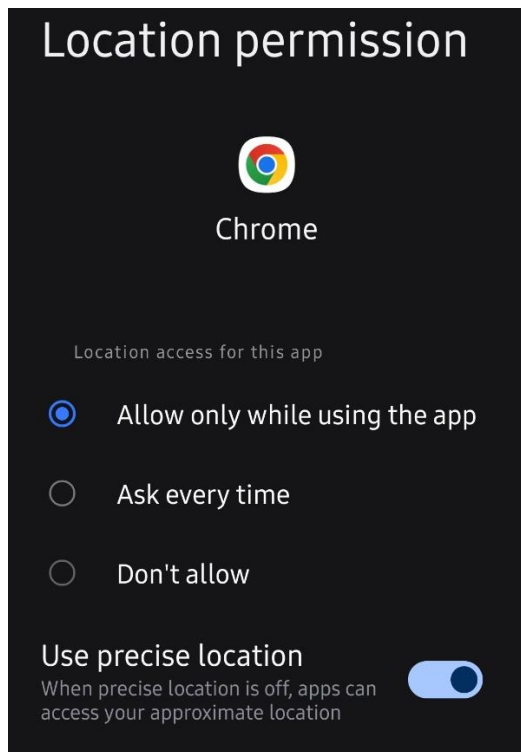 Location permission
Chrome
Location access for this app
Allow only while using the app
Ask every time
Don't allow
Use precise location
When precise location is off, apps can
access your approximate location